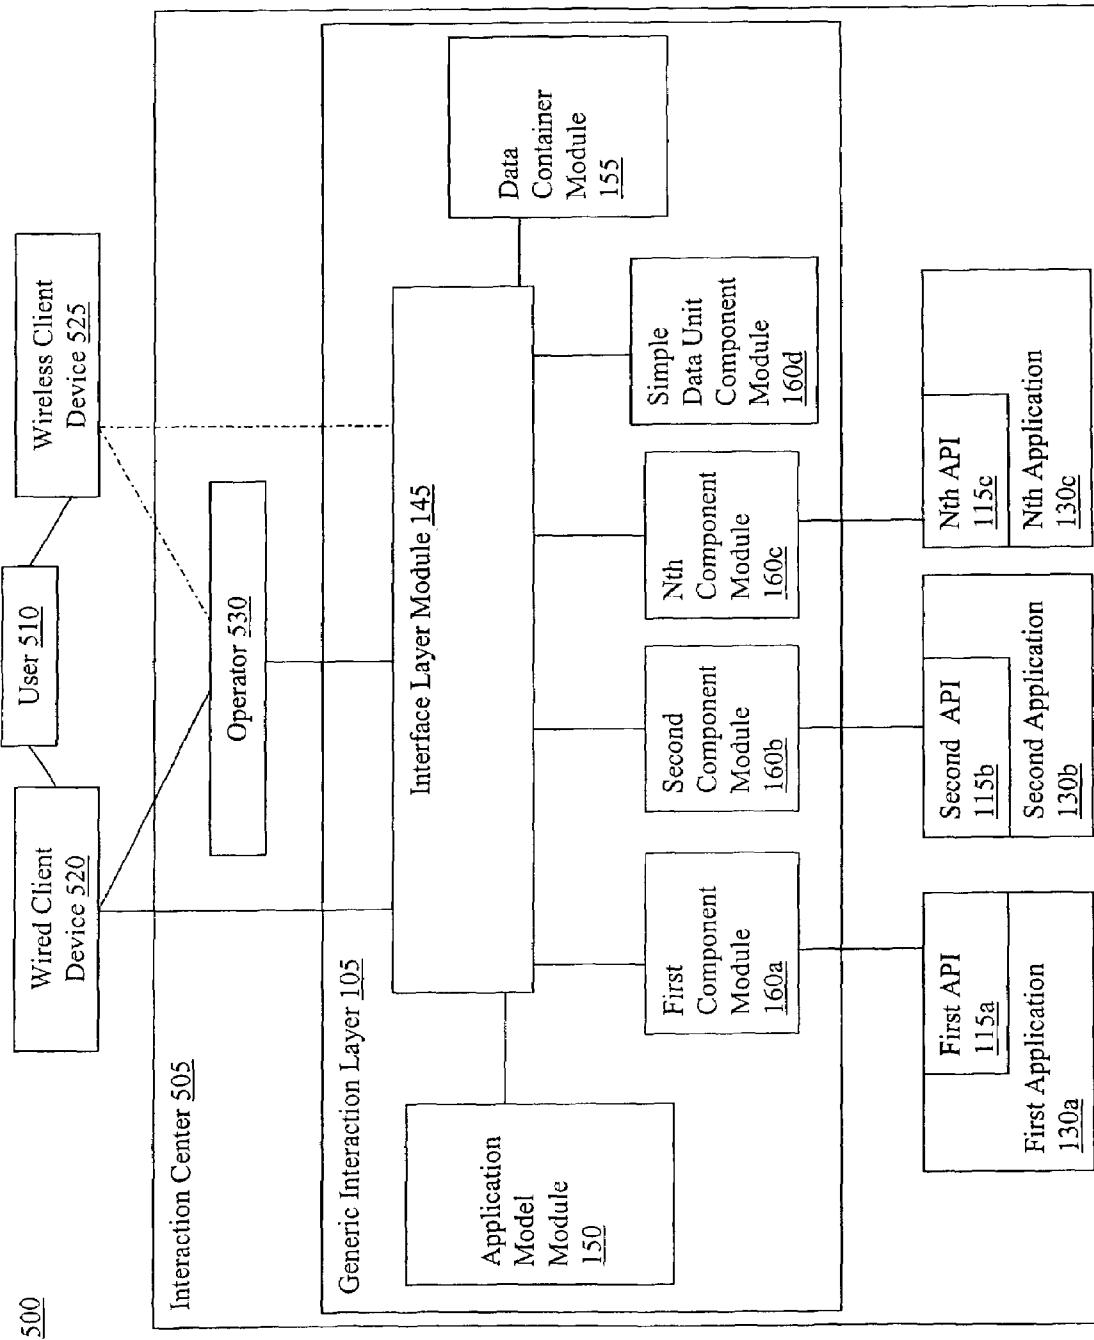 500
User 510
Wired Client
Device 520
Wireless Client
Device 525
Interaction Center 505
Operator 530
Generic Interaction Layer 105
Interface Layer Module 145
Application
Model
Module
150
Data
Container
Module
155
First
Component
Module
160a
Second
Component
Module
160b
Nth
Component
Module
160c
Simple
Data Unit
Component
Module
160d
First API
115a
First Application
130a
Second API
115b
Second Application
130b
Nth API
115c
Nth Application
130c